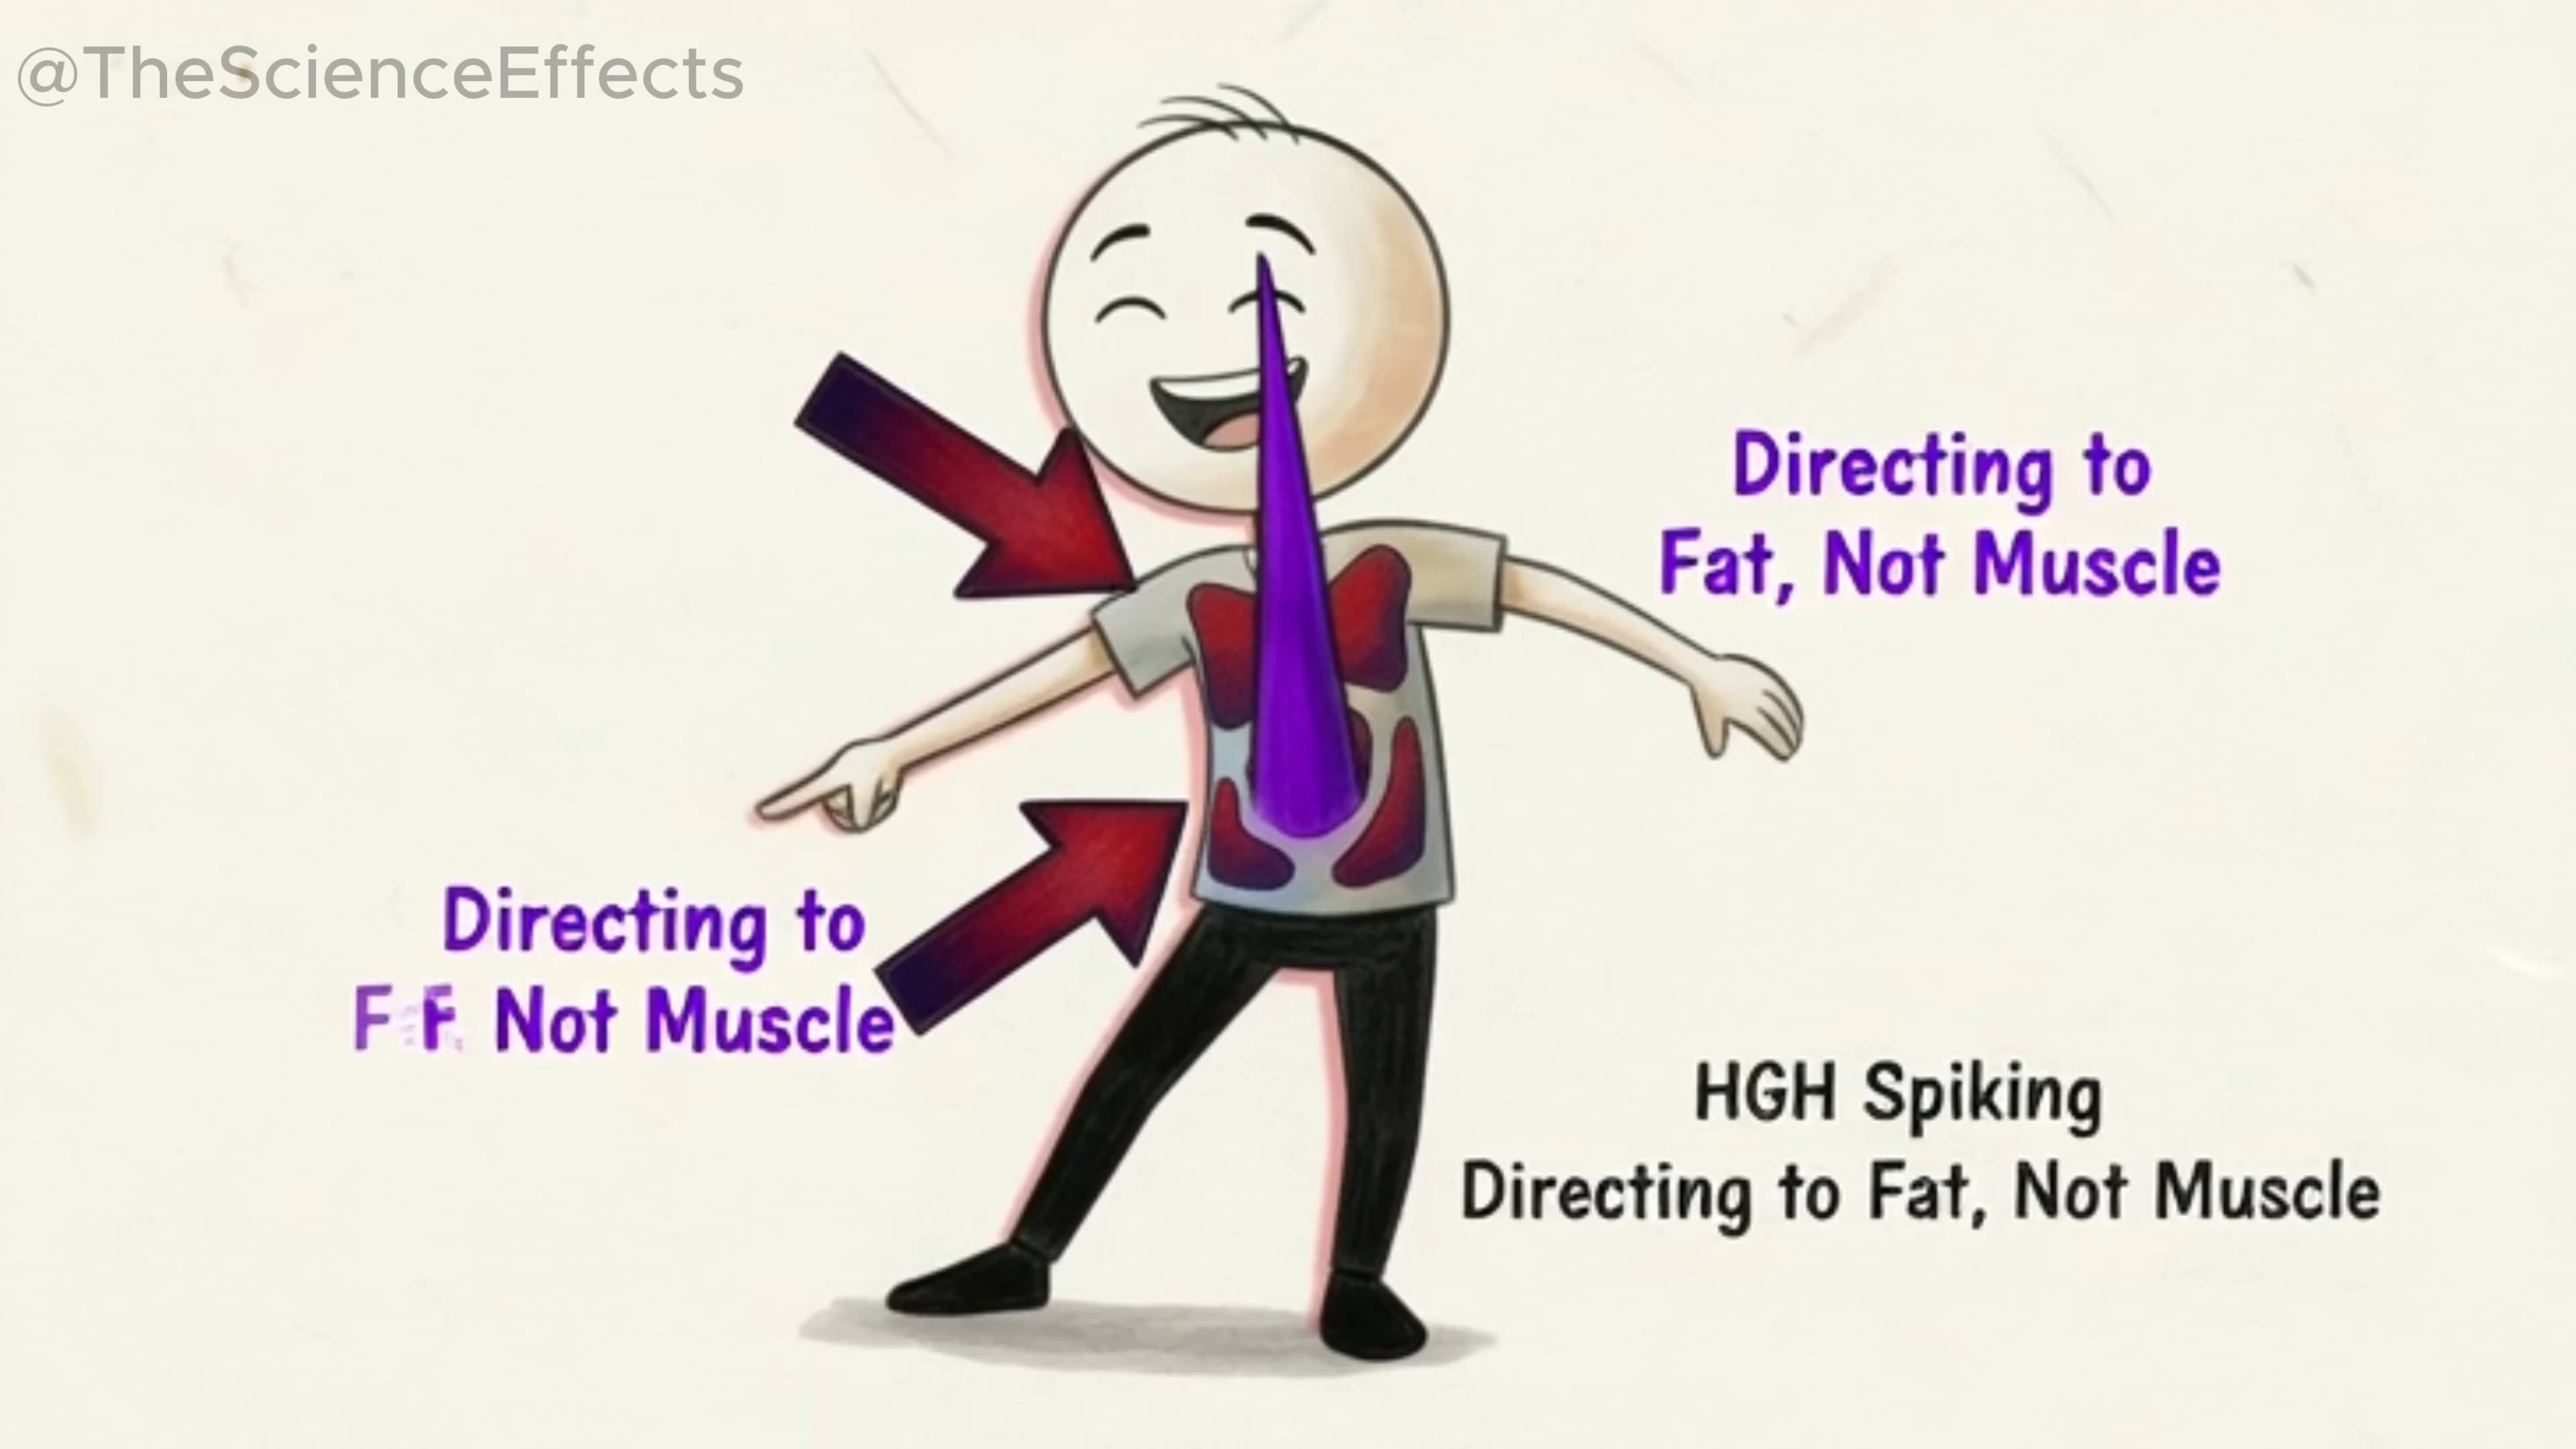 @TheScienceEffects
Directing to
Fat, Not Muscle
Directing to
Not Muscle
HGH Spiking
Directing to Fat, Not Muscle